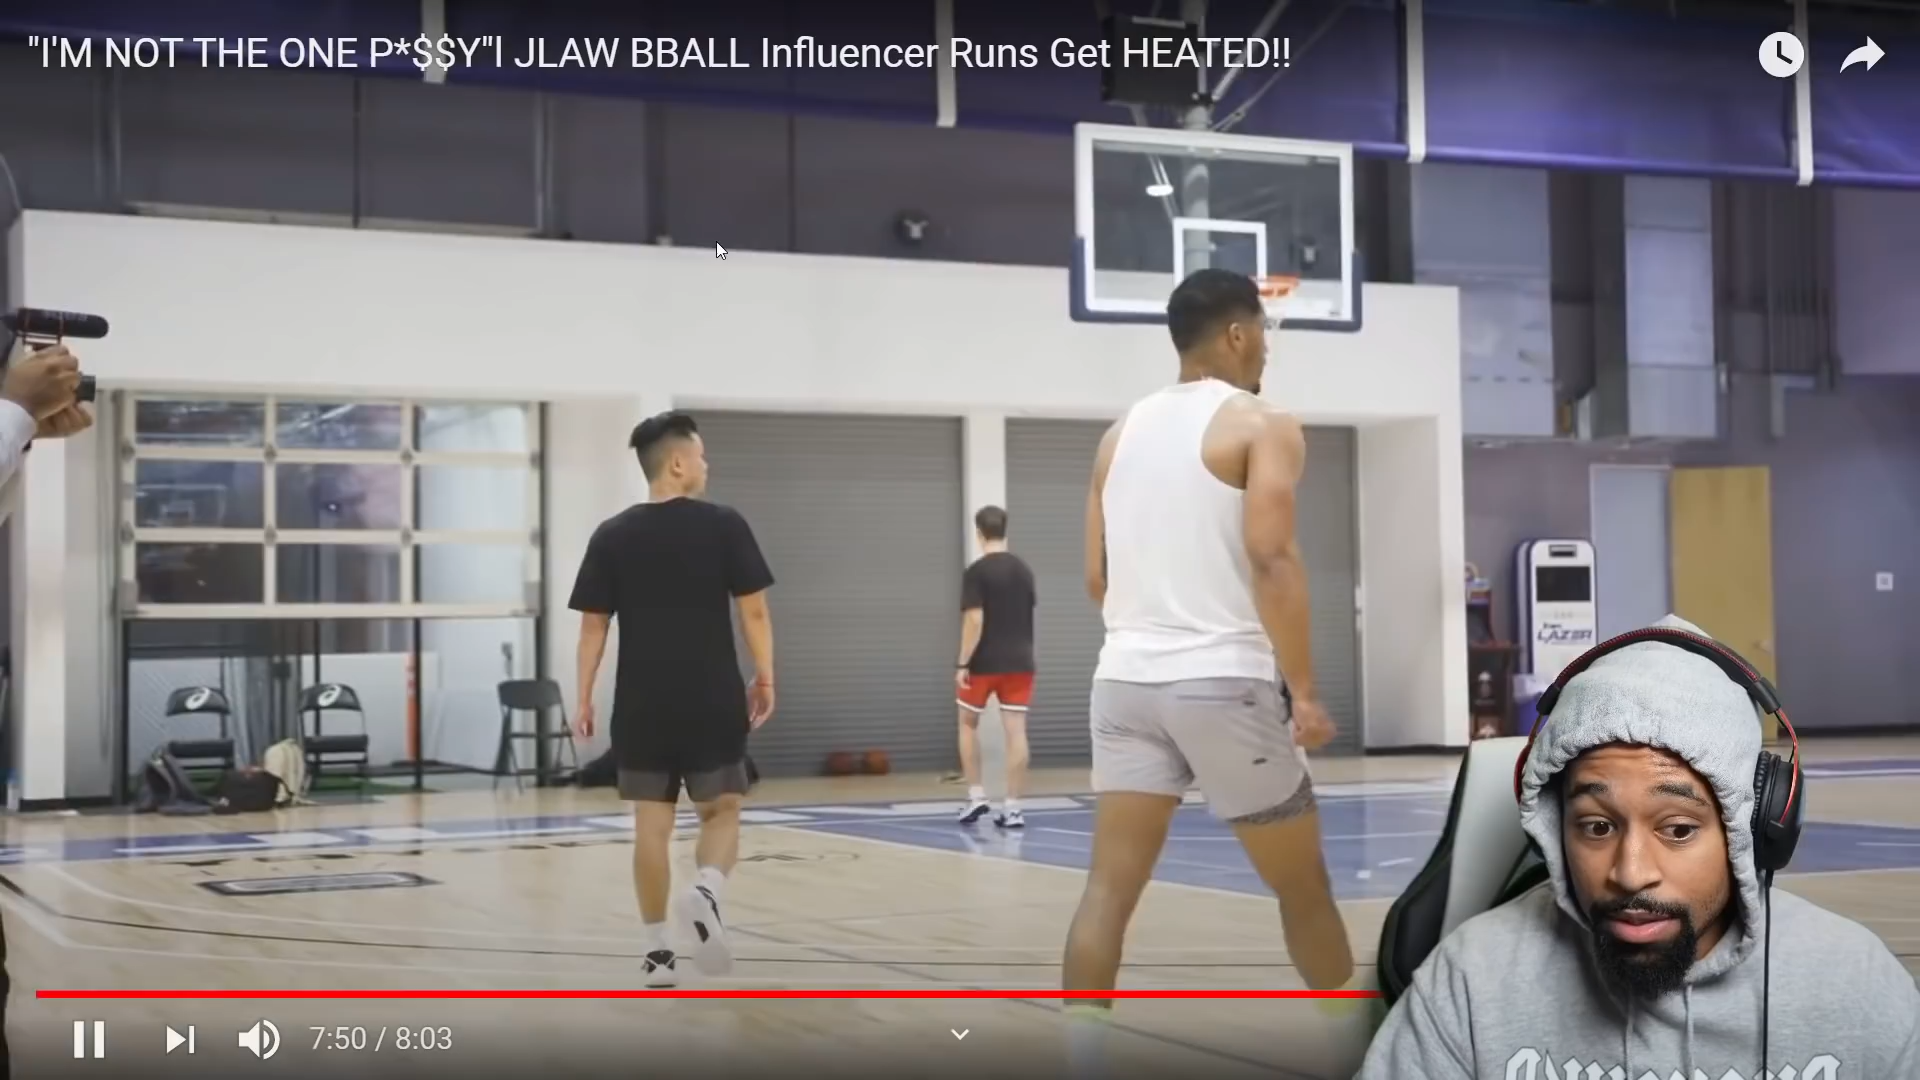 "I'M NOT THE ONE P*$$Y"l JLAW BBALL Influencer Runs Get HEATED!!
LAZER
7:50 / 8:03